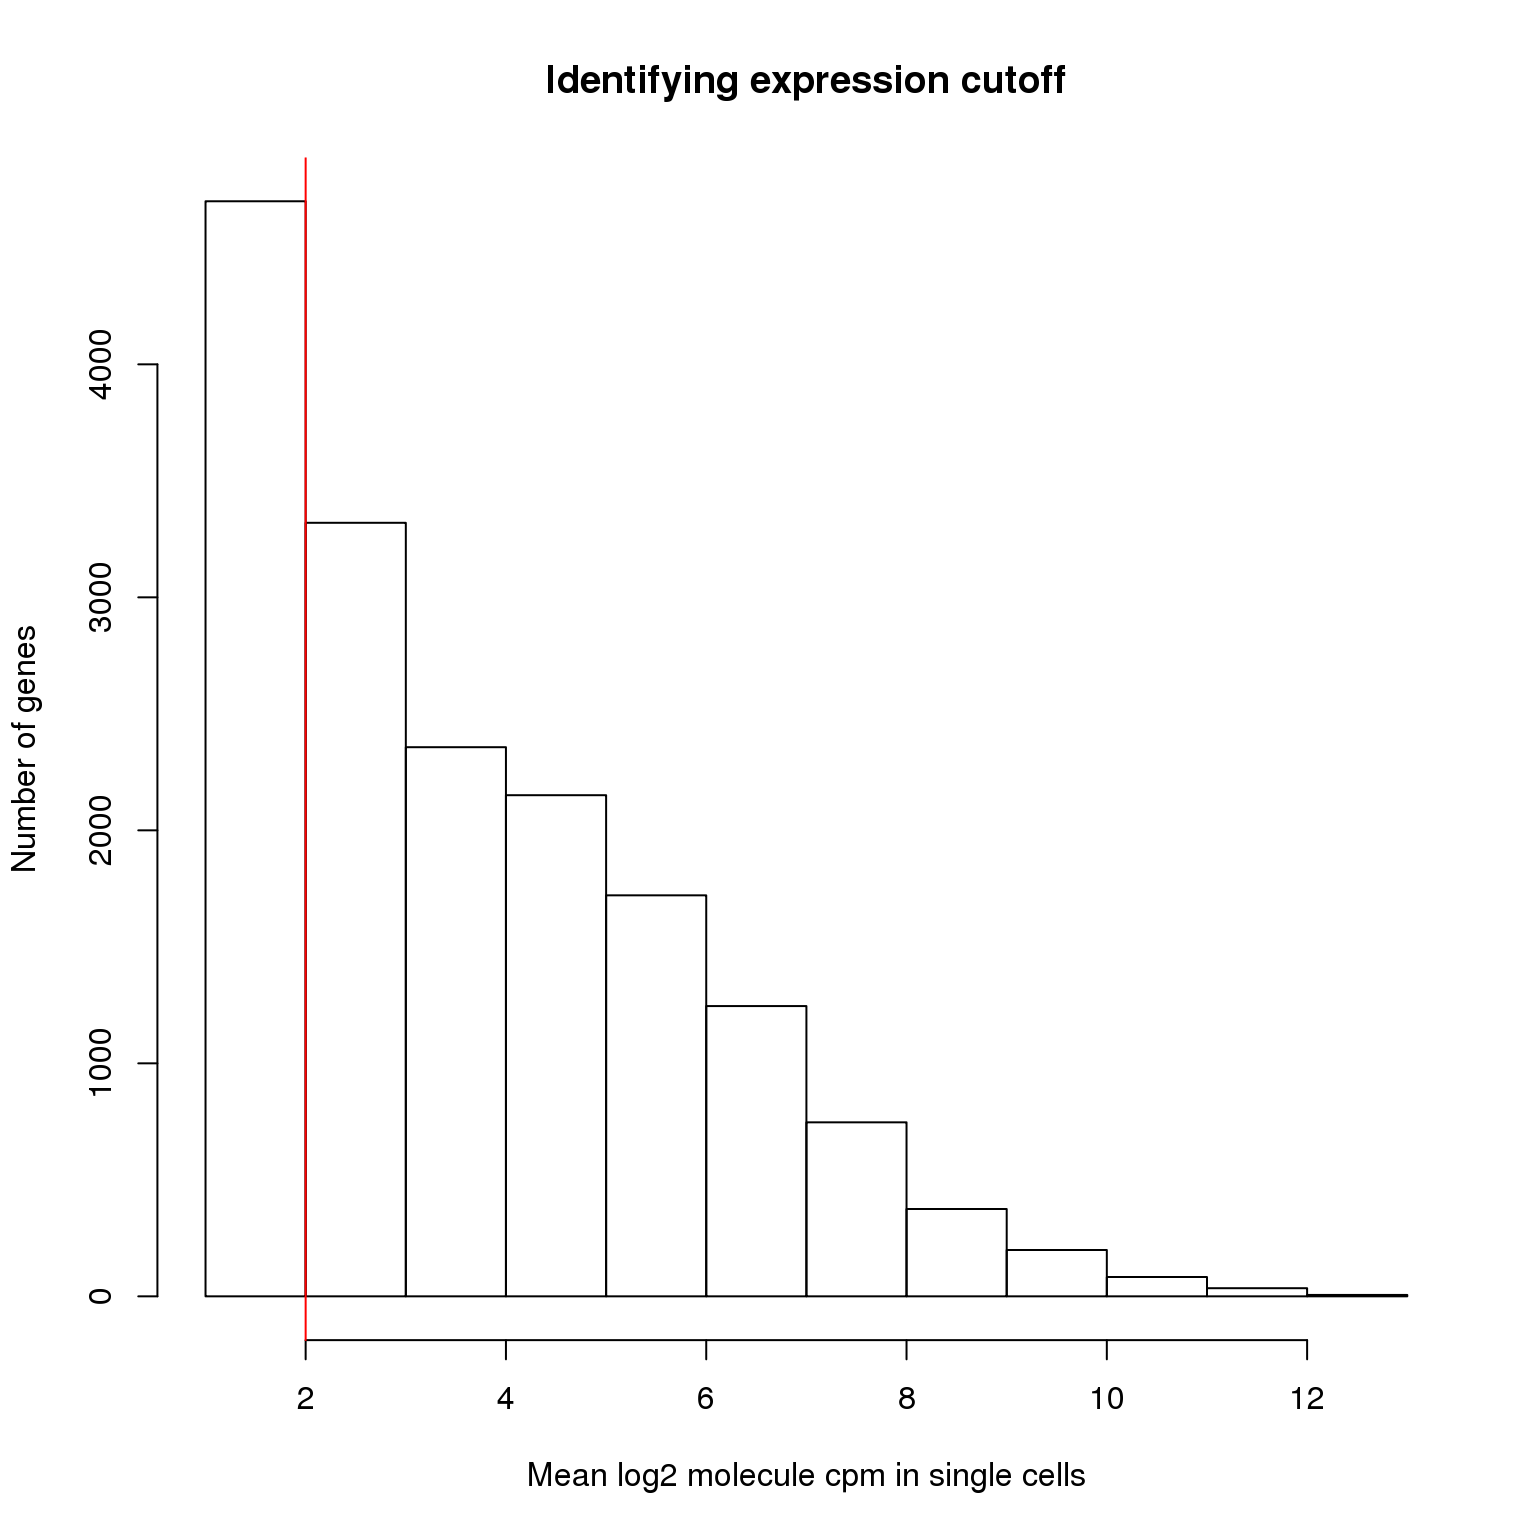 Identifying expression cutoff
Number of genes
4000
3000
2000
1000
0
2 4 6 8 10 12
Mean log2 molecule cpm in single cells